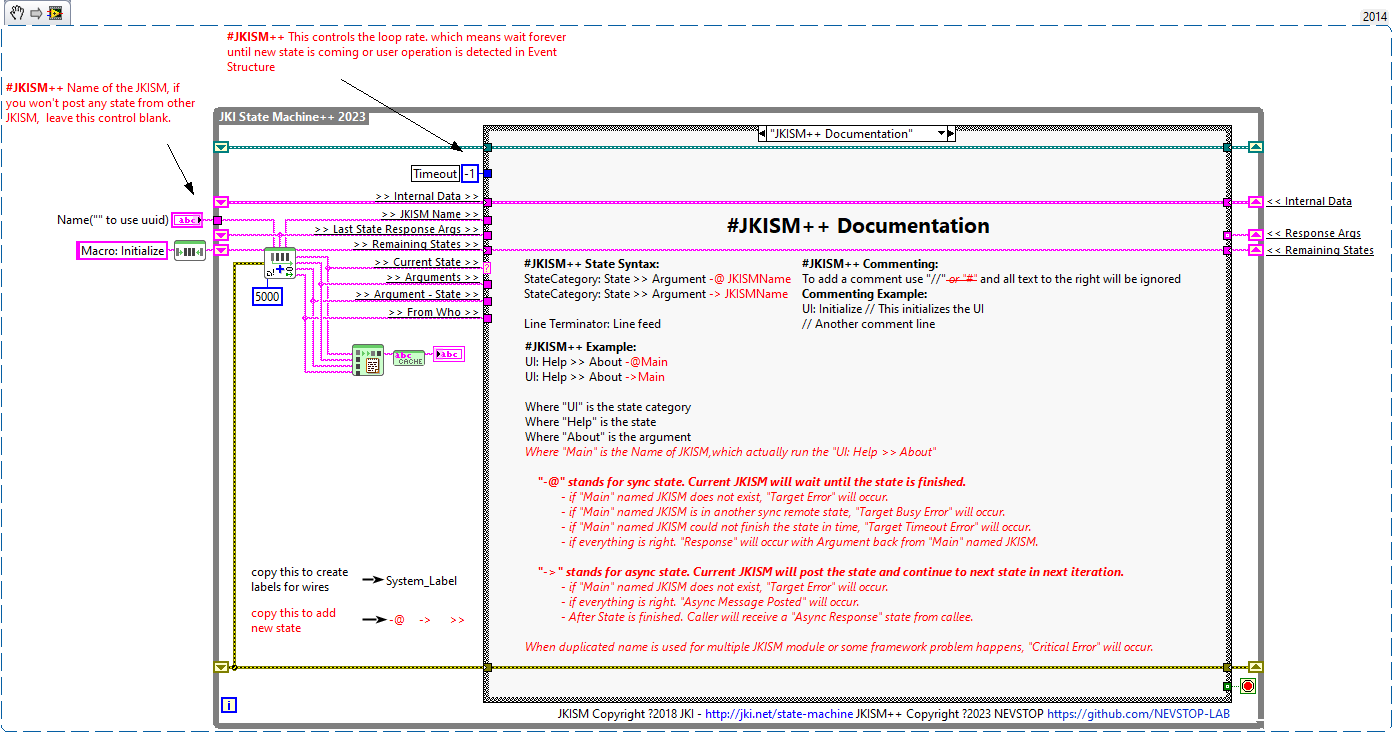 2014
#JKISM++ This controls the loop rate. which means wait forever
until new state is coming or user operation is detected in Event
Structure
#JKISM++ Name of the JKISM, if
you won't post any state from other
JKISM,  leave this control blank.
JKI State Machine++ 2023
"JKISM++ Documentation"
Timeout -1
>> Internal Data >>
<< Internal Data
Name("" to use uuid) abc
>> JKISM Name >>
>> Last State Response Args >>
<< Response Args
Macro: Initialize
>> Remaining States >>
<< Remaining States
>> Current State >>
?
>> Arguments >>
5000
>> Argument - State >>
>> From Who >>
abc
CACHE
abc
#JKISM++ Documentation
#JKISM++ State Syntax:
StateCategory: State >> Argument -@ JKISMName
StateCategory: State >> Argument -> JKISMName
Line Terminator: Line feed
#JKISM++ Commenting:
To add a comment use "//" or "#" and all text to the right will be ignored
Commenting Example:
UI: Initialize // This initializes the UI
// Another comment line
#JKISM++ Example:
UI: Help >> About -@Main
UI: Help >> About ->Main
Where "UI" is the state category
Where "Help" is the state
Where "About" is the argument
Where "Main" is the Name of JKISM,which actually run the "UI: Help >> About"
"-@" stands for sync state. Current JKISM will wait until the state is finished.
- if "Main" named JKISM does not exist, "Target Error" will occur.
- if "Main" named JKISM is in another sync remote state, "Target Busy Error" will occur.
- if "Main" named JKISM could not finish the state in time, "Target Timeout Error" will occur.
- if everything is right. "Response" will occur with Argument back from "Main" named JKISM.
"->" stands for async state. Current JKISM will post the state and continue to next state in next iteration.
- if "Main" named JKISM does not exist, "Target Error" will occur.
- if everything is right. "Async Message Posted" will occur.
- After State is finished. Caller will receive a "Async Response" state from callee.
When duplicated name is used for multiple JKISM module or some framework problem happens, "Critical Error" will occur.
copy this to create
labels for wires
System_Label
copy this to add
new state
-@ -> >>
i
JKISM Copyright ?2018 JKI - http://jki.net/state-machine JKISM++ Copyright ?2023 NEVSTOP https://github.com/NEVSTOP-LAB